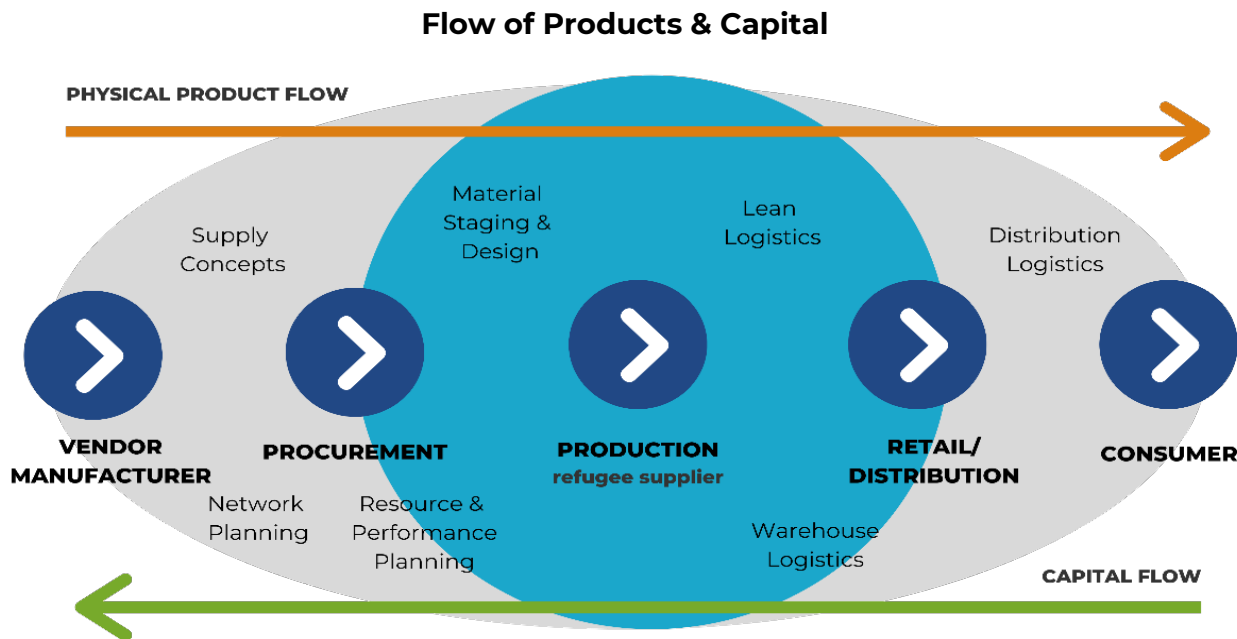 Flow of Products & Capital
PHYSICAL PRODUCT FLOW
Supply
Concepts
Material
Staging &
Design
Lean
Logistics
Distribution
Logistics
VENDOR
MANUFACTURER
PROCUREMENT
PRODUCTION
refugee supplier
RETAIL/
DISTRIBUTION
CONSUMER
Network
Planning
Resource &
Performance
Planning
Warehouse
Logistics
CAPITAL FLOW